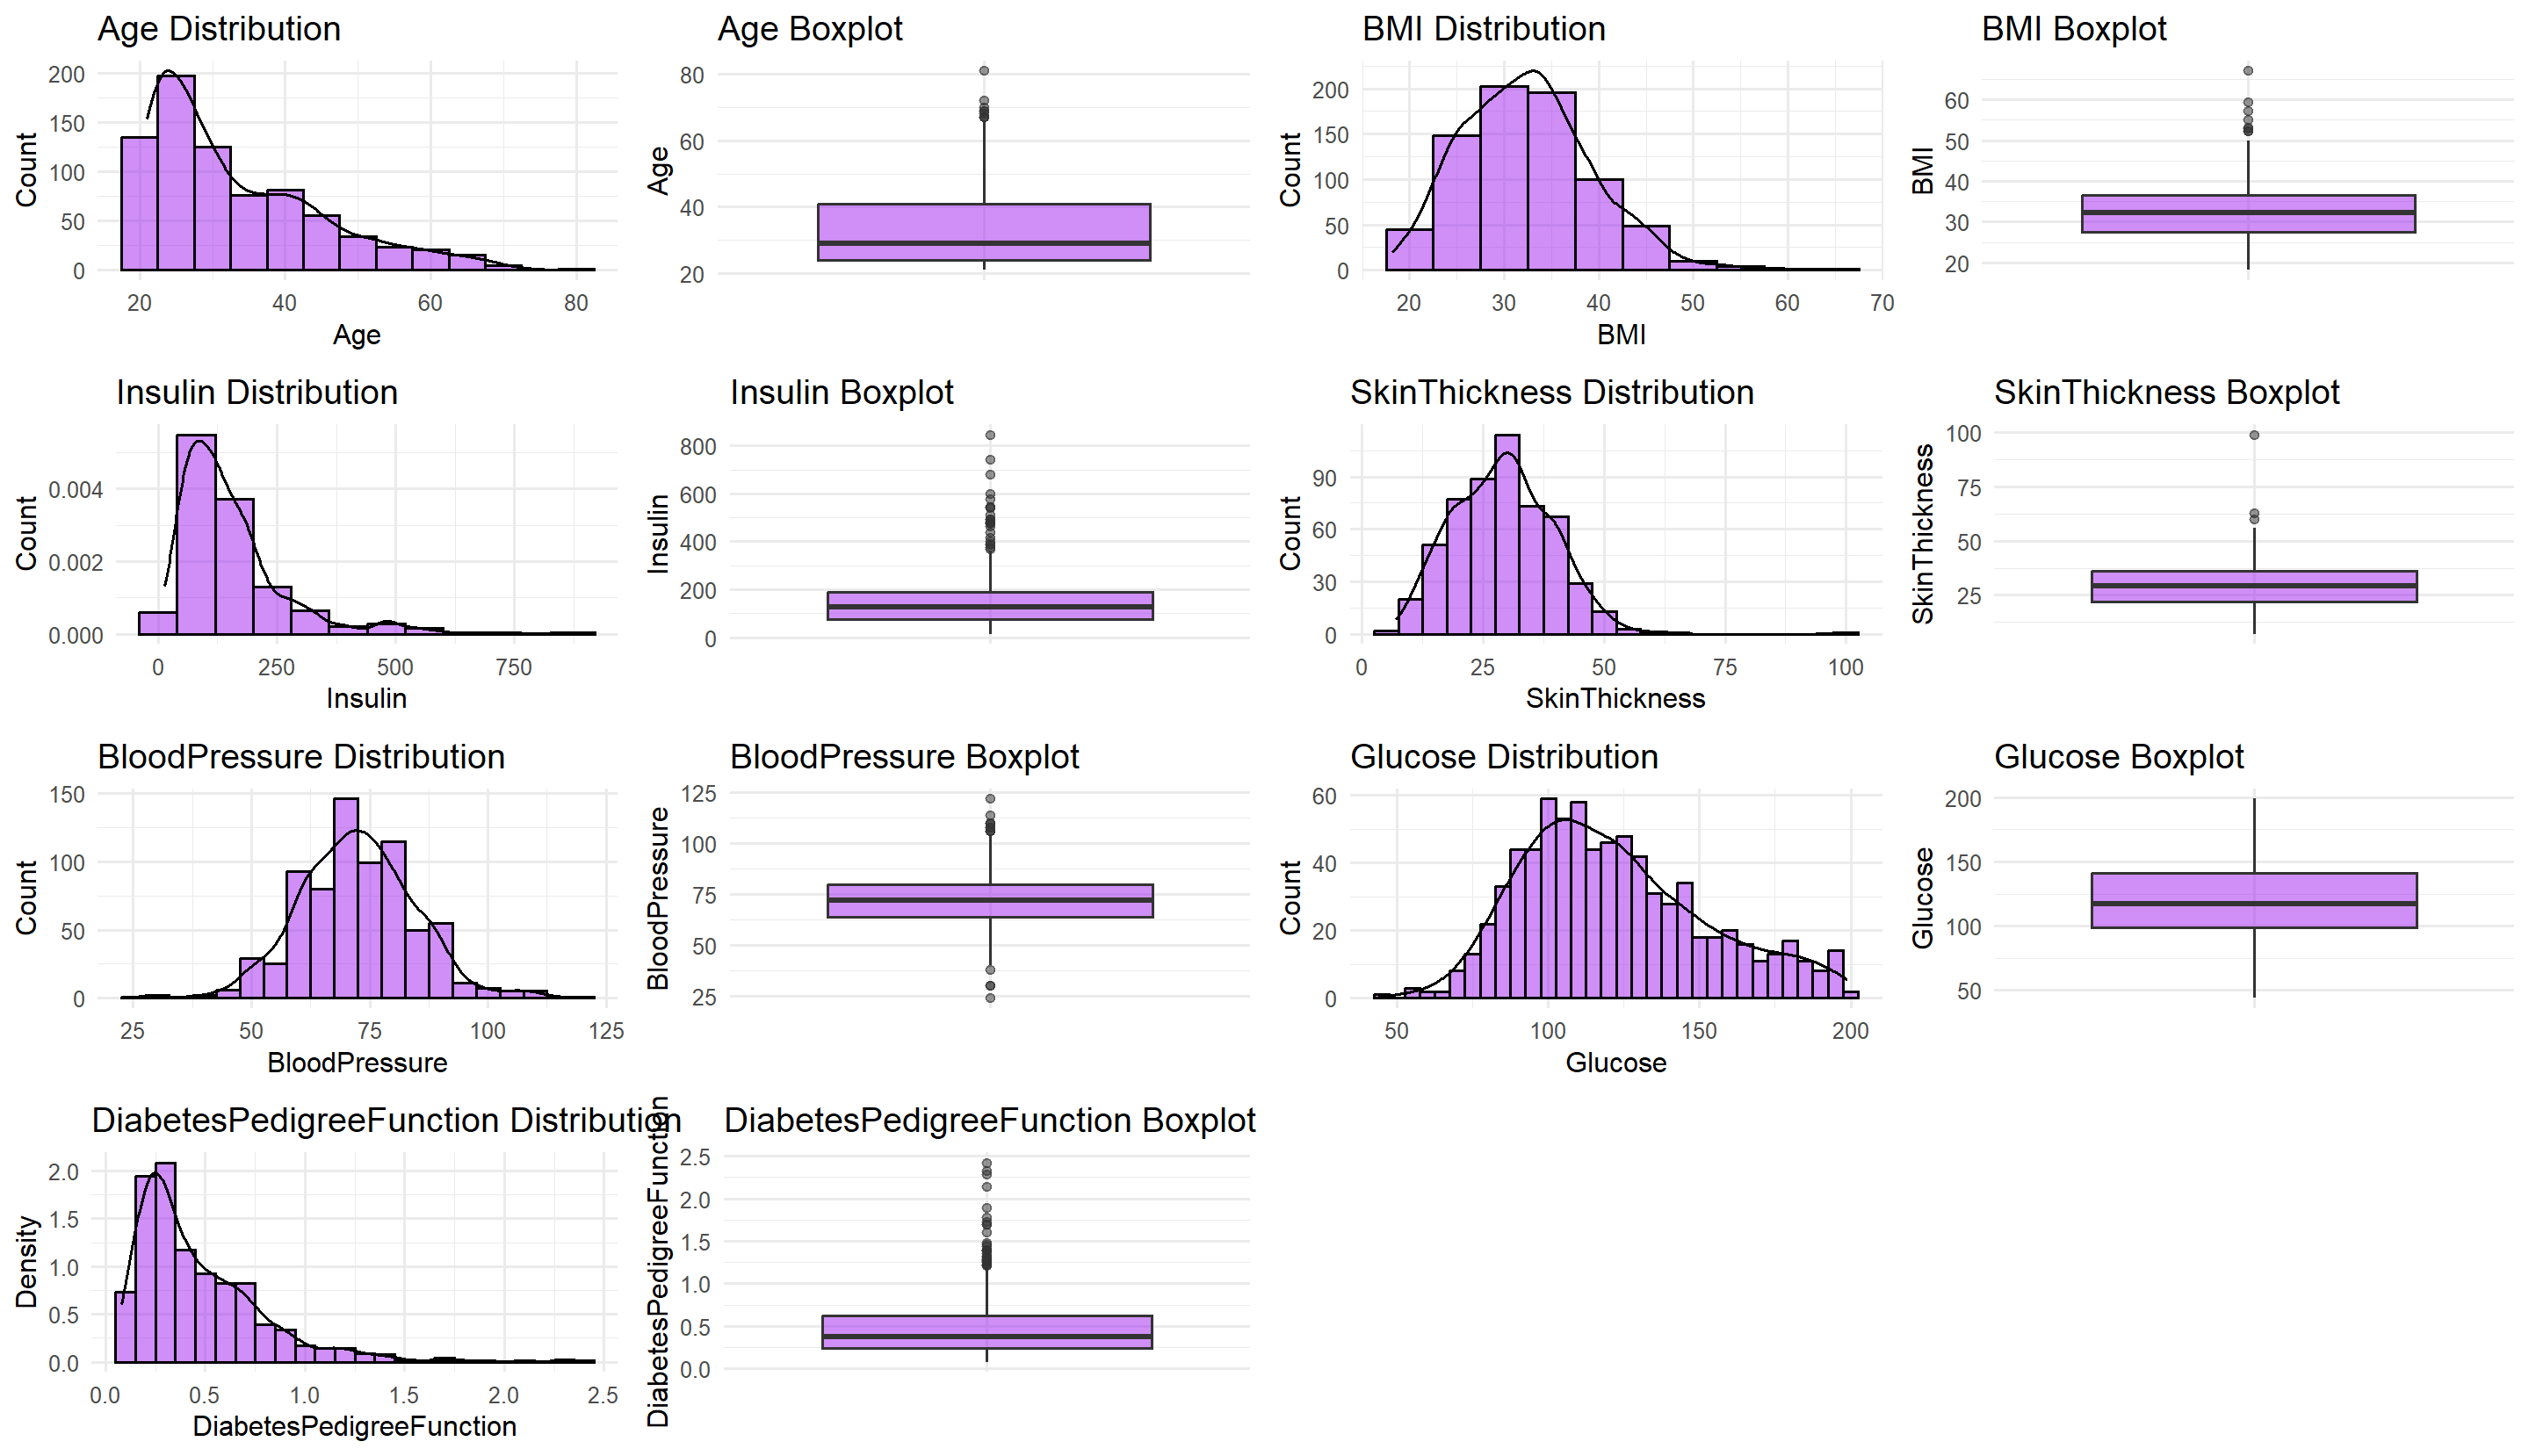 Age Distribution
200
150
100
50
0
Count
20 40 60 80
Age
Age Boxplot
80
60
40
20
Age
BMI Distribution
200
150
100
50
0
Count
20 30 40 50 60 70
BMI
BMI Boxplot
60
50
40
30
20
BMI
Insulin Distribution
0.004
0.002
0.000
Count
0 250 500 750
Insulin
Insulin Boxplot
800
600
400
200
0
Insulin
SkinThickness Distribution
90
60
30
0
Count
0 25 50 75 100
SkinThickness
SkinThickness Boxplot
100
75
50
25
SkinThickness
BloodPressure Distribution
150
100
50
0
Count
25 50 75 100 125
BloodPressure
BloodPressure Boxplot
125
100
75
50
25
BloodPressure
Glucose Distribution
60
40
20
0
Count
50 100 150 200
Glucose
Glucose Boxplot
200
150
100
50
Glucose
DiabetesPedigreeFunction Distribution
2.0
1.5
1.0
0.5
0.0
Density
0.0 0.5 1.0 1.5 2.0 2.5
DiabetesPedigreeFunction
DiabetesPedigreeFunction Boxplot
2.5
2.0
1.5
1.0
0.5
0.0
DiabetesPedigreeFunction